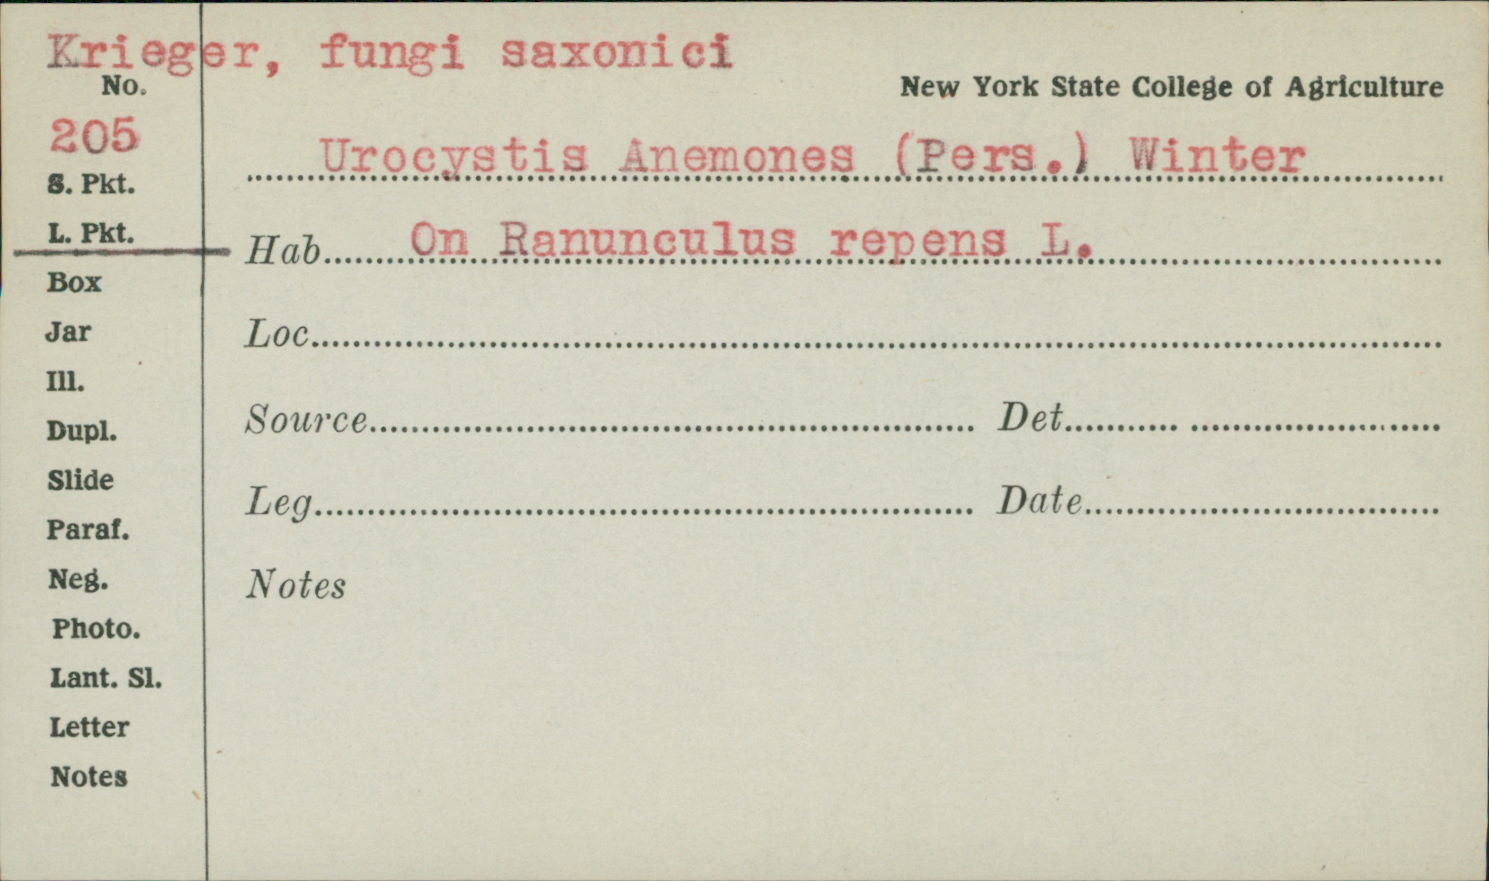 Krieger, fungi saxonici
No.
New York State College of Agriculture
205
Urocystis Anemones (Pers.) Winter
S. Pkt.
L. Pkt.
Hab. On Ranunculus repens L.
Box
Jar
Loc.
Ill.
Dupl.
Source Det.
Slide
Leg. Date
Paraf.
Neg.
Notes
Photo.
Lant. Sl.
Letter
Notes